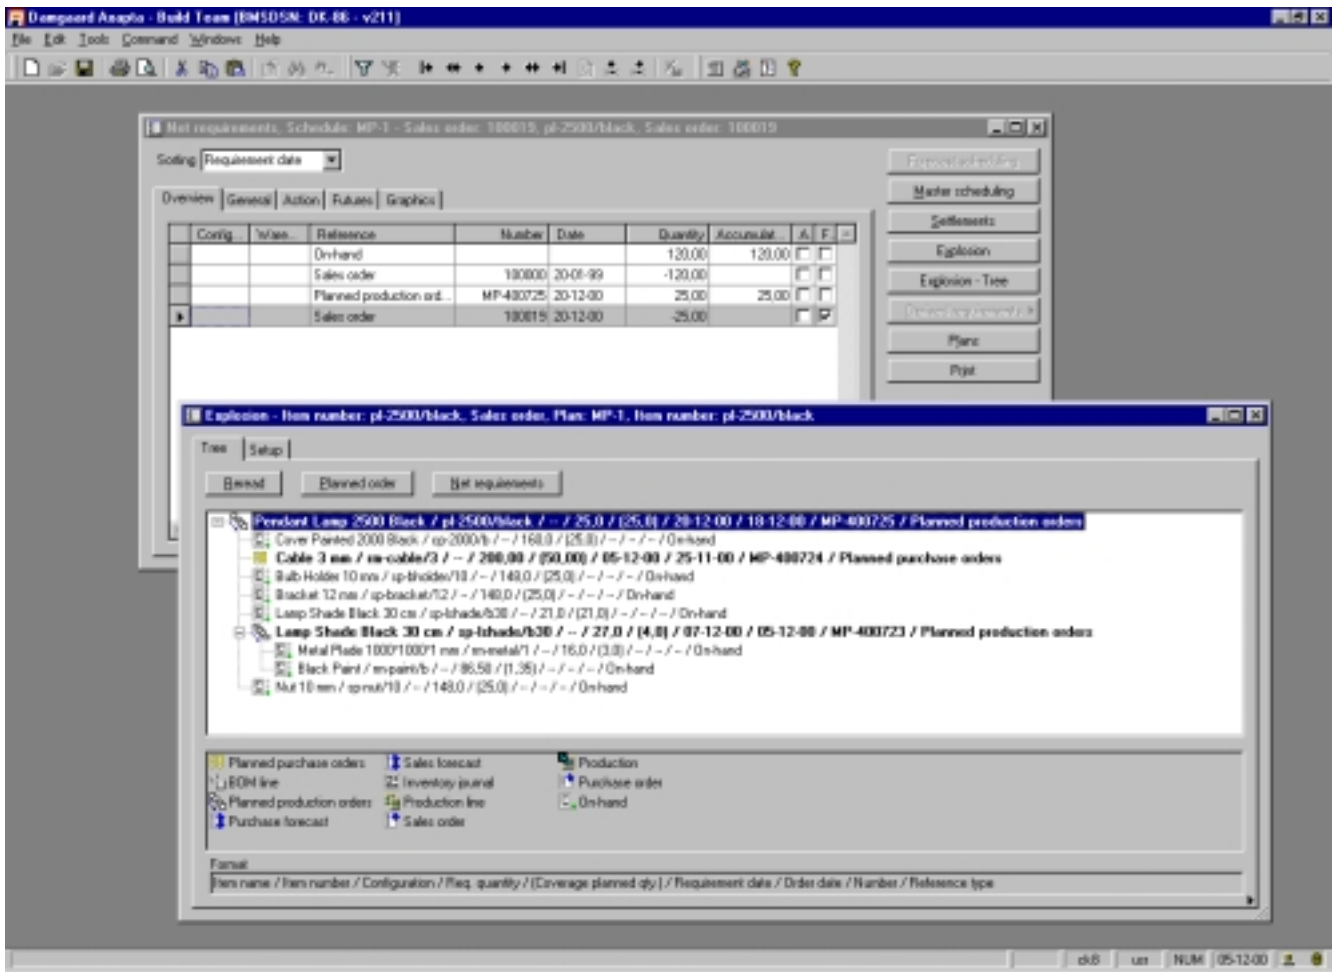 Damgaard Axapta - Build Team [BMSDSN: DK-86 - v211]
File Edit Tools Command Windows Help
Net requirements, Schedule: MP-1 - Sales order: 100019, pl-2500/black, Sales order: 100019
Sorting Requirement date
Overview General Action Futures Graphics
Config... Ware... Reference Number Date Quantity Accumulat... A. F.
On-hand 120,00 120,00
Sales order 100000 20-01-99 -120,00
Planned production ord... MP-400725 20-12-00 25,00 25,00
Sales order 100019 20-12-00 -25,00
Forecast scheduling
Master scheduling
Settlements
Explosion
Explosion - Tree
Plans
Print
Explosion - Item number: pl-2500/black, Sales order, Plan: MP-1, Item number: pl-2500/black
Tree Setup
Reread Planned order Net requirements
Pendant Lamp 2500 Black / pl-2500/black / -- / 25,0 / (25,0) / 20-12-00 / 18-12-00 / MP-400725 / Planned production orders
Cover Painted 2000 Black / cp-2000/b / -- / 160,0 / (25,0) / -- / -- / -- / On-hand
Cable 3 mm / rm-cable/3 / -- / 200,00 / (50,00) / 05-12-00 / 25-11-00 / MP-400724 / Planned purchase orders
Bulb Holder 10 mm / sp-bholder/10 / -- / 148,0 / (25,0) / -- / -- / -- / On-hand
Bracket 12 mm / sp-bracket/12 / -- / 148,0 / (25,0) / -- / -- / -- / On-hand
Lamp Shade Black 30 cm / sp-lshade/b30 / -- / 21,0 / (21,0) / -- / -- / -- / On-hand
Lamp Shade Black 30 cm / sp-lshade/b30 / -- / 27,0 / (4,0) / 07-12-00 / 05-12-00 / MP-400723 / Planned production orders
Metal Plade 1000*1000*1 mm / rm-metal/1 / -- / 16,0 / (3,0) / -- / -- / -- / On-hand
Black Paint / rm-paint/b / -- / 86,50 / (1,35) / -- / -- / -- / On-hand
Nut 10 mm / sp-nut/10 / -- / 148,0 / (25,0) / -- / -- / -- / On-hand
Planned purchase orders Sales forecast Production
BOM line Inventory journal Purchase order
Planned production orders Production line On-hand
Purchase forecast Sales order
Format
Item name / Item number / Configuration / Req. quantity / (Coverage planned qty.) / Requirement date / Order date / Number / Reference type
dk8 usr NUM 05-12-00